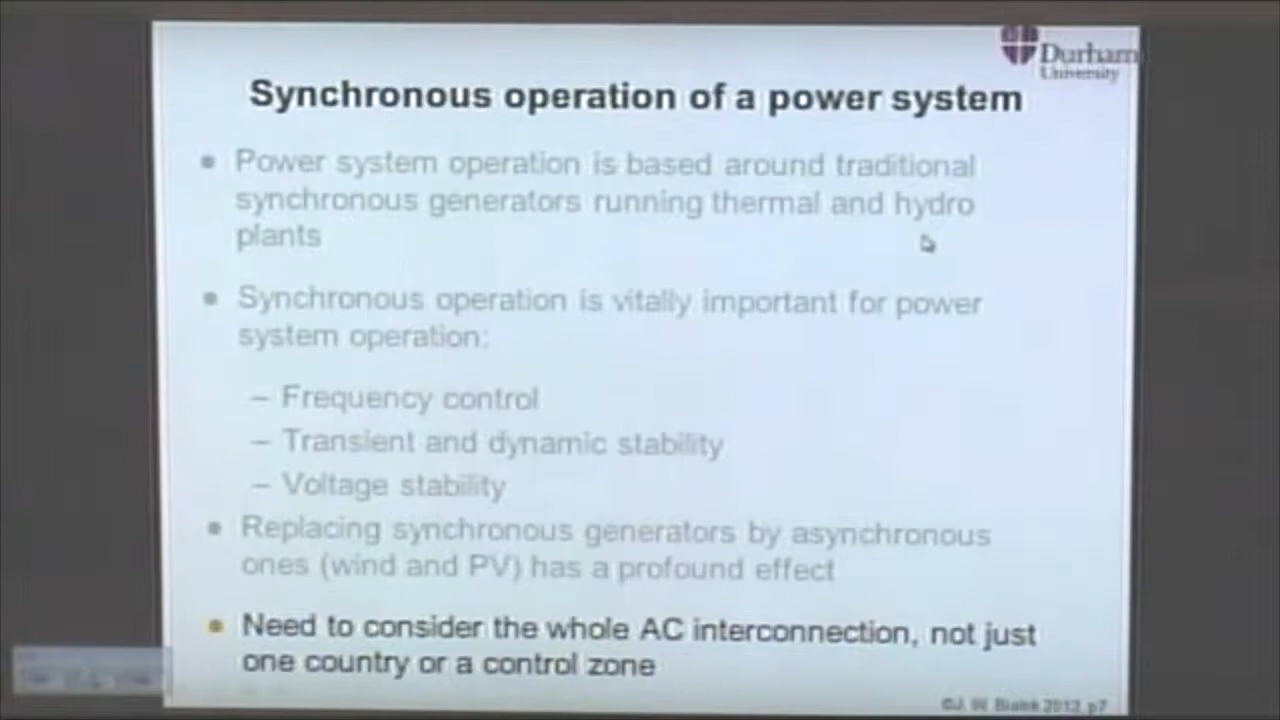 Durham
University
Synchronous operation of a power system
• Power system operation is based around traditional
synchronous generators running thermal and hydro
plants
• Synchronous operation is vitally important for power
system operation:
– Frequency control
– Transient and dynamic stability
– Voltage stability
• Replacing synchronous generators by asynchronous
ones (wind and PV) has a profound effect
• Need to consider the whole AC interconnection, not just
one country or a control zone
©J. W. Bialek 2012, p7